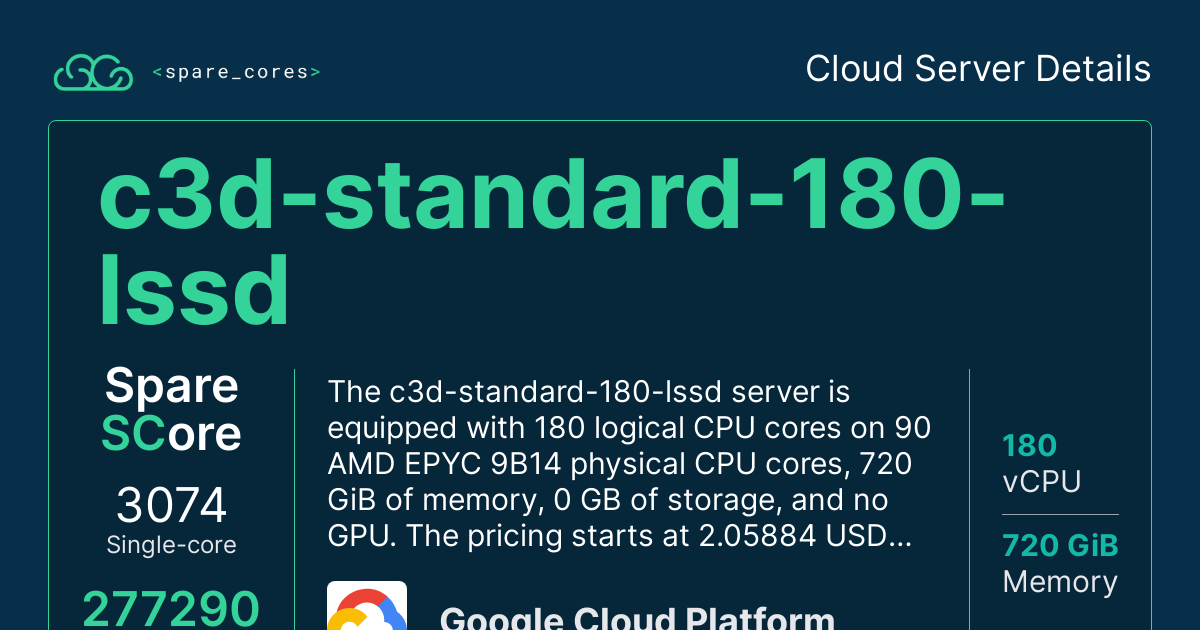 <spare_cores>
Cloud Server Details
c3d-standard-180-
lssd
Spare
SCore
3074
Single-core
277290
The c3d-standard-180-lssd server is
equipped with 180 logical CPU cores on 90
AMD EPYC 9B14 physical CPU cores, 720
GiB of memory, 0 GB of storage, and no
GPU. The pricing starts at 2.05884 USD...
Google Cloud Platform
180
vCPU
720 GiB
Memory